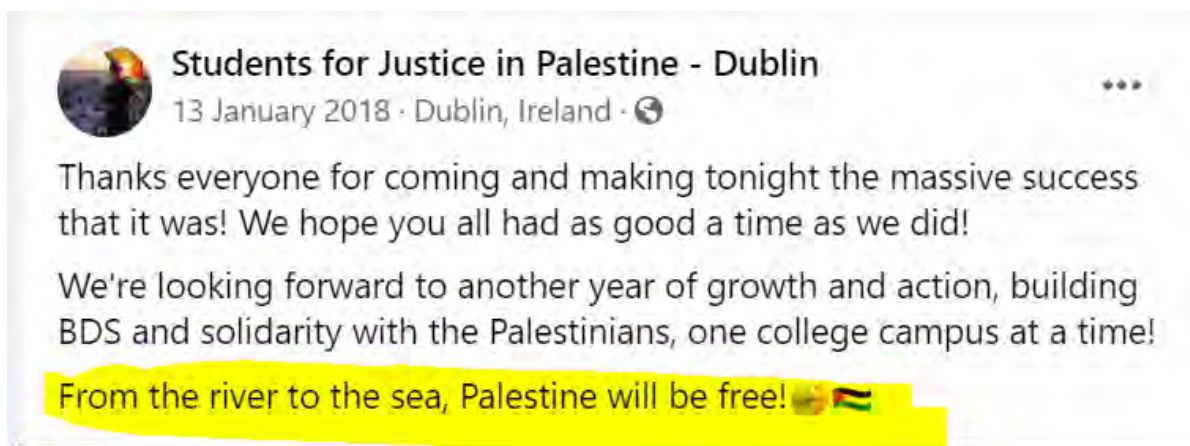 Students for Justice in Palestine - Dublin
13 January 2018 · Dublin, Ireland ·
Thanks everyone for coming and making tonight the massive success
that it was! We hope you all had as good a time as we did!
We're looking forward to another year of growth and action, building
BDS and solidarity with the Palestinians, one college campus at a time!
From the river to the sea, Palestine will be free!✊🇵🇸